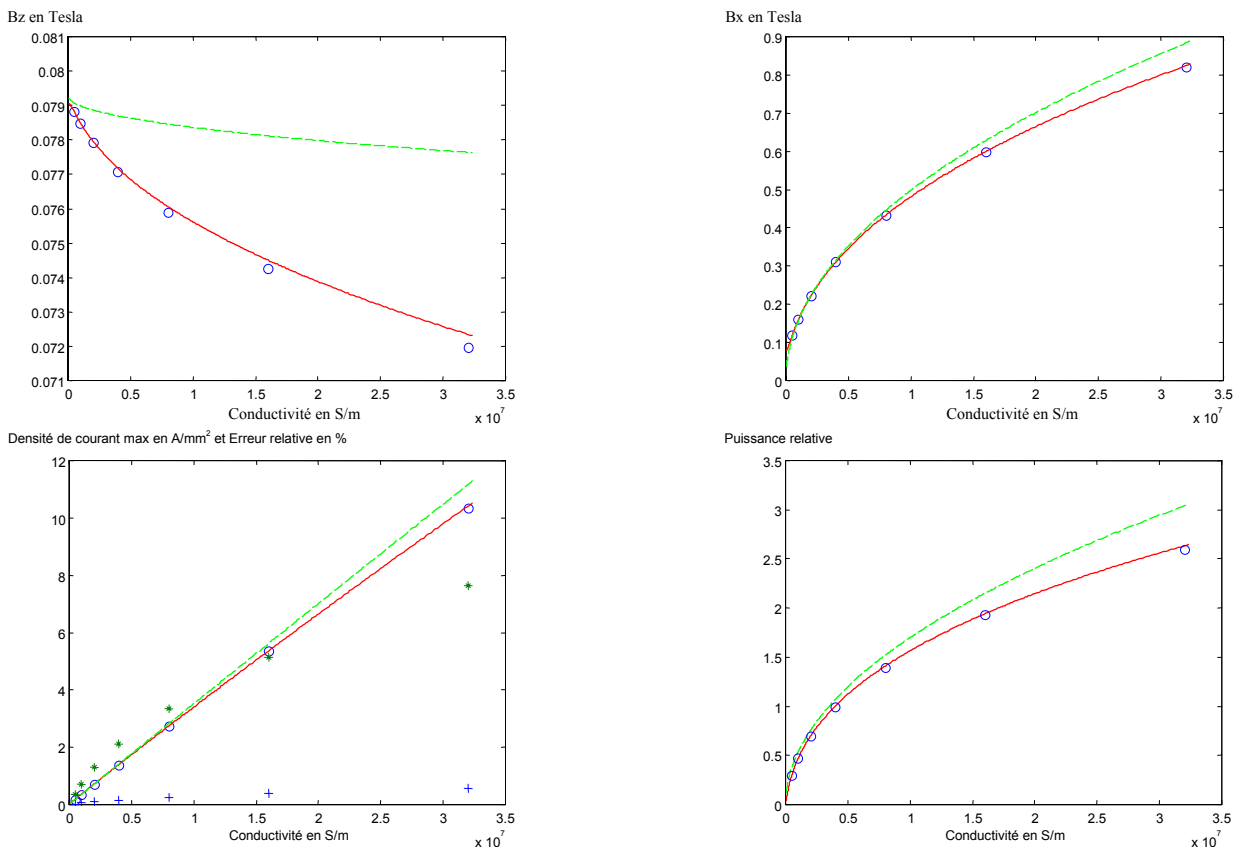 Bz en Tesla
0.081
0.08
0.079
0.078
0.077
0.076
0.075
0.074
0.073
0.072
0.071
0 0.5 1 1.5 2 2.5 3 3.5
Conductivité en S/m
x 10^7
Bx en Tesla
0.9
0.8
0.7
0.6
0.5
0.4
0.3
0.2
0.1
0
0 0.5 1 1.5 2 2.5 3 3.5
Conductivité en S/m
x 10^7
Densité de courant max en A/mm² et Erreur relative en %
12
10
8
6
4
2
0
0 0.5 1 1.5 2 2.5 3 3.5
Conductivité en S/m
x 10^7
Puissance relative
3.5
3
2.5
2
1.5
1
0.5
0
0 0.5 1 1.5 2 2.5 3 3.5
Conductivité en S/m
x 10^7